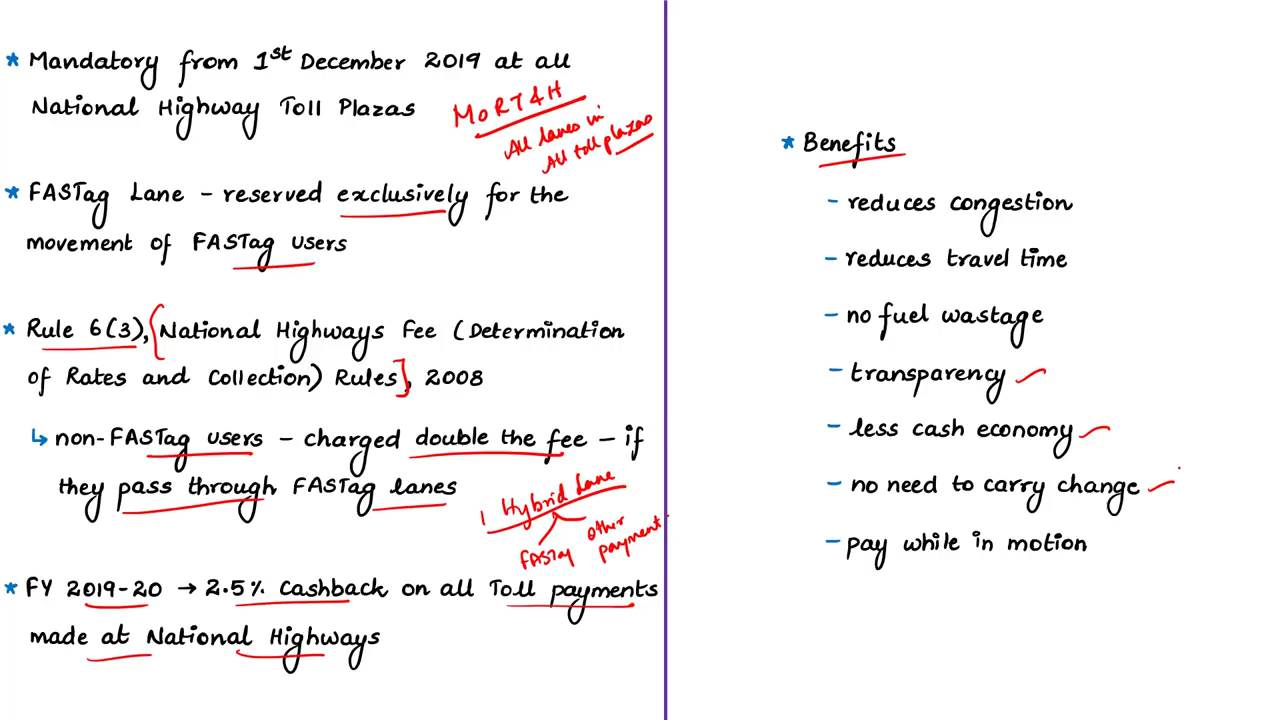 * Mandatory from 1st December 2019 at all
National Highway Toll Plazas
MoRT&H
All lanes in
All toll plazas
* FASTag Lane - reserved exclusively for the
movement of FASTag users
* Rule 6(3), [National Highways Fee (Determination
of Rates and Collection) Rules], 2008
↳ non-FASTag users - charged double the fee - if
they pass through FASTag lanes
1 Hybrid Lane
FASTag
other
payment
* FY 2019-20 → 2.5% Cashback on all Toll payments
made at National Highways
* Benefits
- reduces congestion
- reduces travel time
- no fuel wastage
- transparency
- less cash economy
- no need to carry change
- pay while in motion